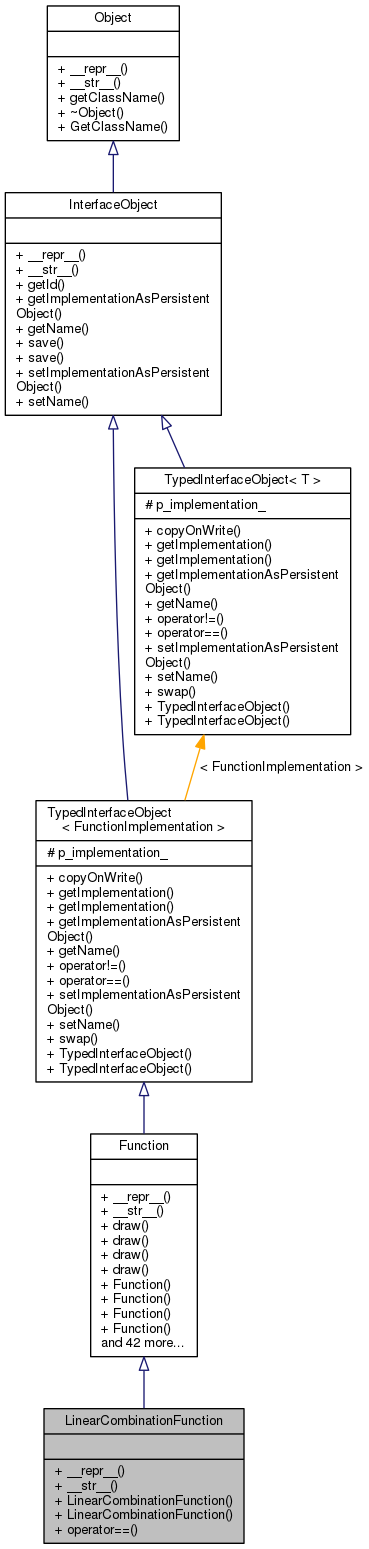 Object
+ __repr__()
+ __str__()
+ getClassName()
+ ~Object()
+ GetClassName()
InterfaceObject
+ __repr__()
+ __str__()
+ getId()
+ getImplementationAsPersistent
Object()
+ getName()
+ save()
+ save()
+ setImplementationAsPersistent
Object()
+ setName()
TypedInterfaceObject< T >
# p_implementation_
+ copyOnWrite()
+ getImplementation()
+ getImplementation()
+ getImplementationAsPersistent
Object()
+ getName()
+ operator!=()
+ operator==()
+ setImplementationAsPersistent
Object()
+ setName()
+ swap()
+ TypedInterfaceObject()
+ TypedInterfaceObject()
< FunctionImplementation >
TypedInterfaceObject
< FunctionImplementation >
# p_implementation_
+ copyOnWrite()
+ getImplementation()
+ getImplementation()
+ getImplementationAsPersistent
Object()
+ getName()
+ operator!=()
+ operator==()
+ setImplementationAsPersistent
Object()
+ setName()
+ swap()
+ TypedInterfaceObject()
+ TypedInterfaceObject()
Function
+ __repr__()
+ __str__()
+ draw()
+ draw()
+ draw()
+ draw()
+ Function()
+ Function()
+ Function()
+ Function()
and 42 more...
LinearCombinationFunction
+ __repr__()
+ __str__()
+ LinearCombinationFunction()
+ LinearCombinationFunction()
+ operator==()